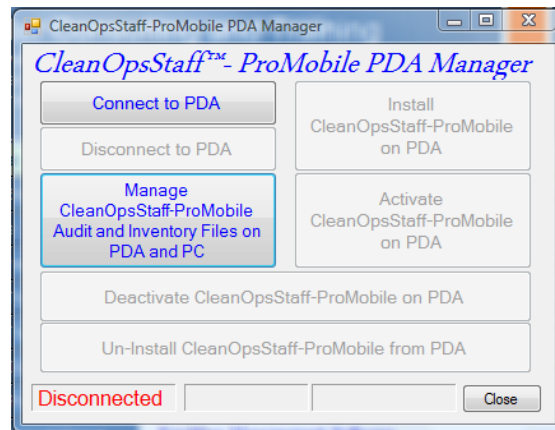 CleanOpsStaff-ProMobile PDA Manager
CleanOpsStaff™- ProMobile PDA Manager
Connect to PDA
Disconnect to PDA
Manage
CleanOpsStaff-ProMobile
Audit and Inventory Files on
PDA and PC
Install
CleanOpsStaff-ProMobile
on PDA
Activate
CleanOpsStaff-ProMobile
on PDA
Deactivate CleanOpsStaff-ProMobile on PDA
Un-Install CleanOpsStaff-ProMobile from PDA
Disconnected
Close